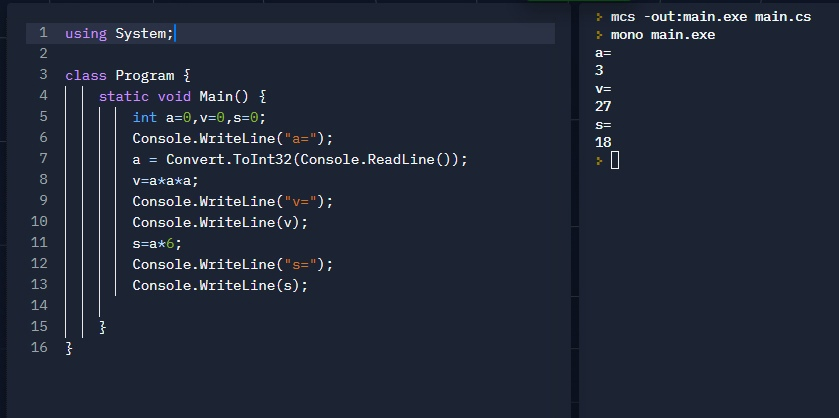 1 using System;
2
3 class Program {
4 static void Main() {
5 int a=0,v=0,s=0;
6 Console.WriteLine("a=");
7 a = Convert.ToInt32(Console.ReadLine());
8 v=a*a*a;
9 Console.WriteLine("v=");
10 Console.WriteLine(v);
11 s=a*6;
12 Console.WriteLine("s=");
13 Console.WriteLine(s);
14
15 }
16 }
> mcs -out:main.exe main.cs
> mono main.exe
a=
3
v=
27
s=
18
>